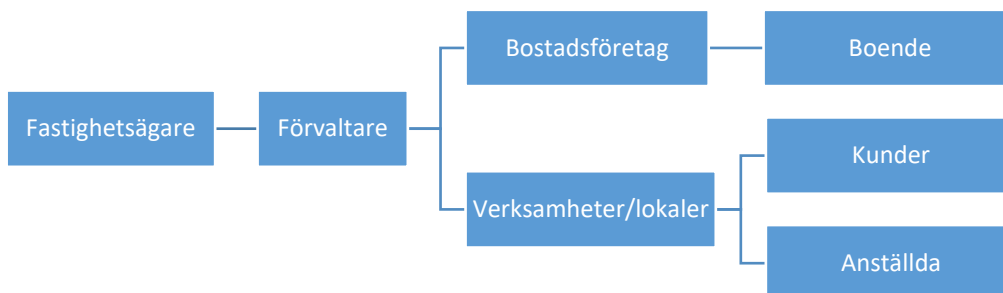 Fastighetsägare
Förvaltare
Bostadsföretag
Boende
Verksamheter/lokaler
Kunder
Anställda